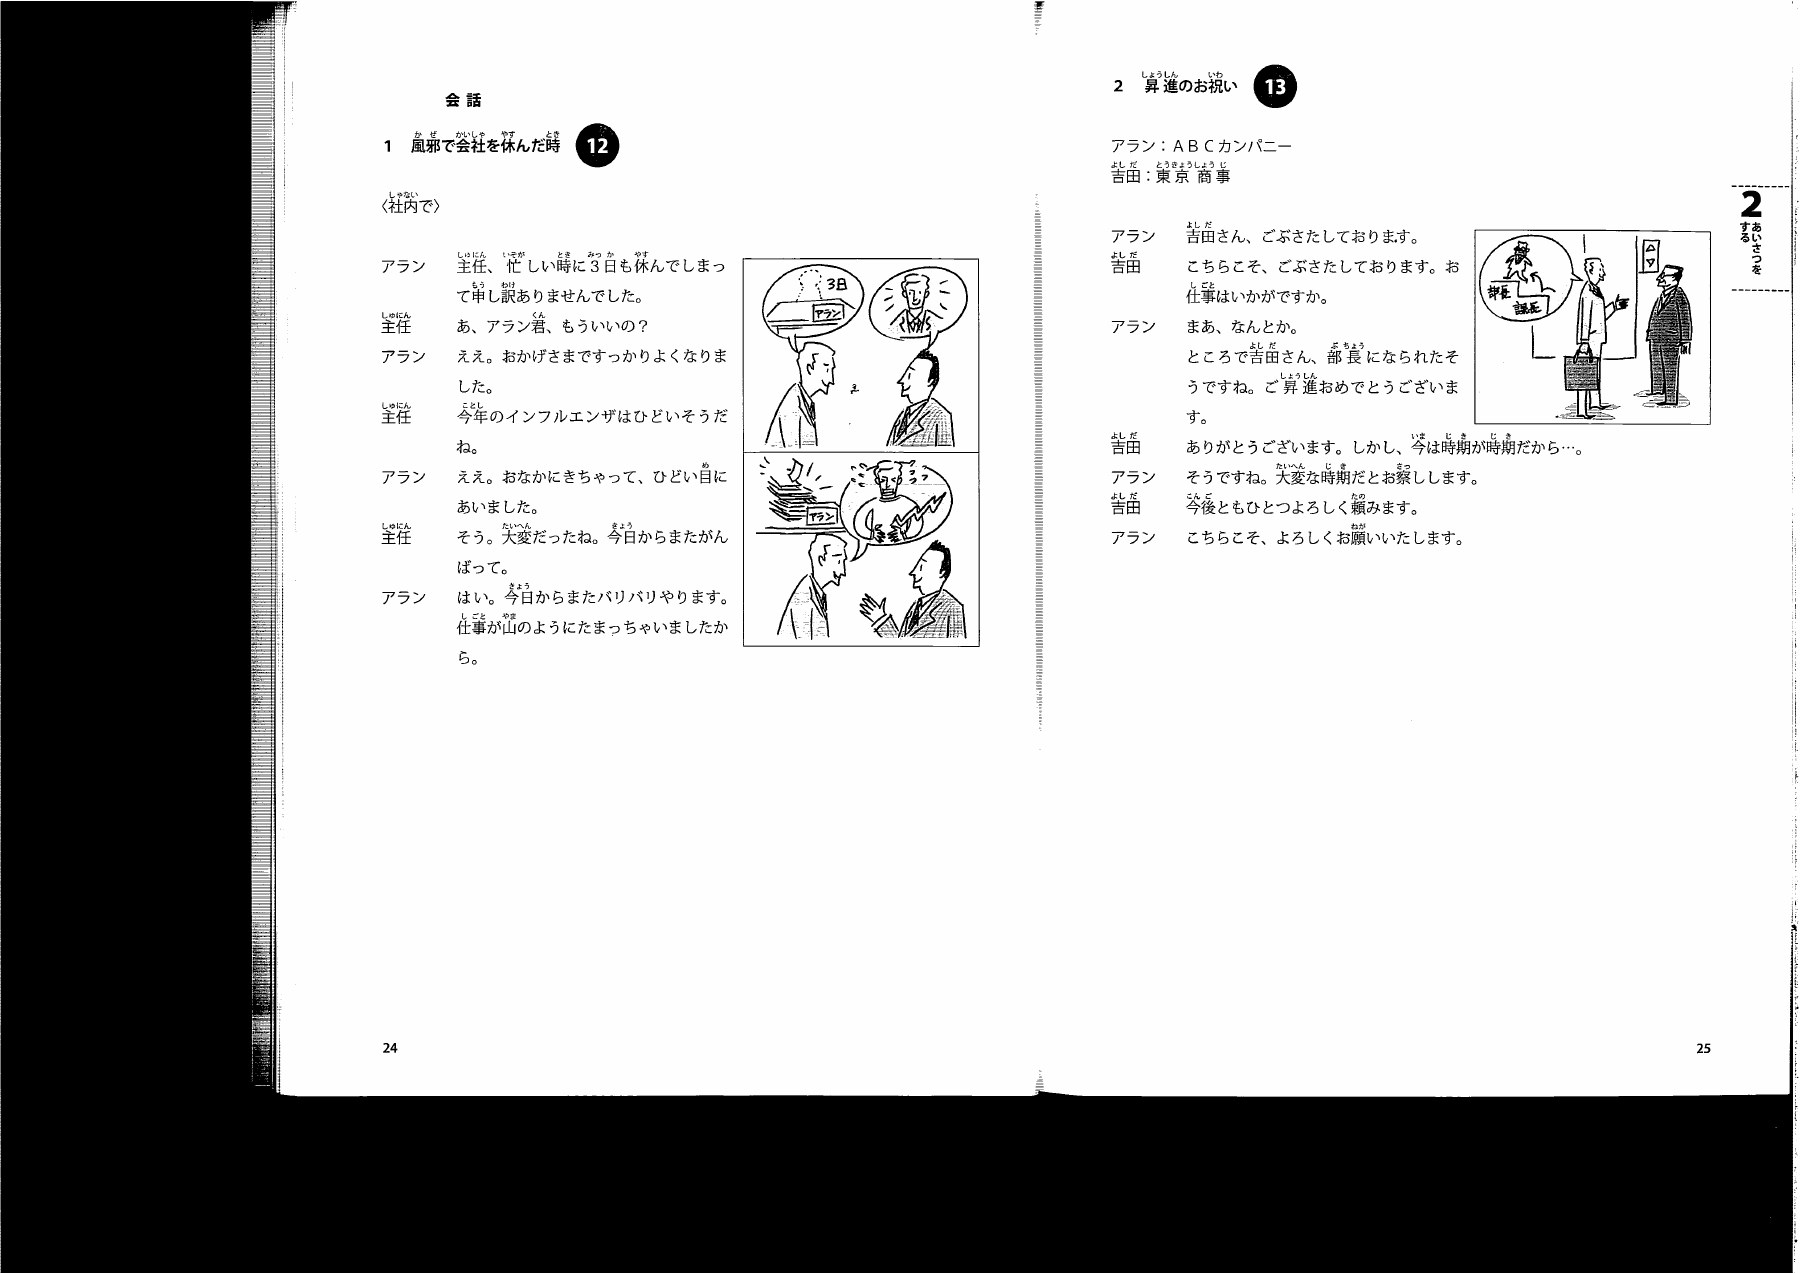 会話
1 風邪で会社を休んだ時 12
〈社内で〉
アラン 主任、忙しい時に3日も休んでしまっ
て申し訳ありませんでした。
主任 あ、アラン君、もういいの？
アラン ええ。おかげさまですっかりよくなりま
した。
主任 今年のインフルエンザはひどいそうだ
ね。
アラン ええ。おなかにきちゃって、ひどい目に
あいました。
主任 そう。大変だったね。今日からまたがん
ばって。
アラン はい。今日からまたバリバリやります。
仕事が山のようにたまっちゃいましたか
ら。
3日
アラン
アラン
24
2 昇進のお祝い 13
アラン：ＡＢＣカンパニー
吉田：東京商事
アラン 吉田さん、ごぶさたしております。
吉田 こちらこそ、ごぶさたしております。お
仕事はいかがですか。
アラン まあ、なんとか。
ところで吉田さん、部長になられたそ
うですね。ご昇進おめでとうございま
す。
吉田 ありがとうございます。しかし、今は時期が時期だから…。
アラン そうですね。大変な時期だとお察しします。
吉田 今後ともひとつよろしく頼みます。
アラン こちらこそ、よろしくお願いいたします。
部長
課長
2
あいさつを
する
25